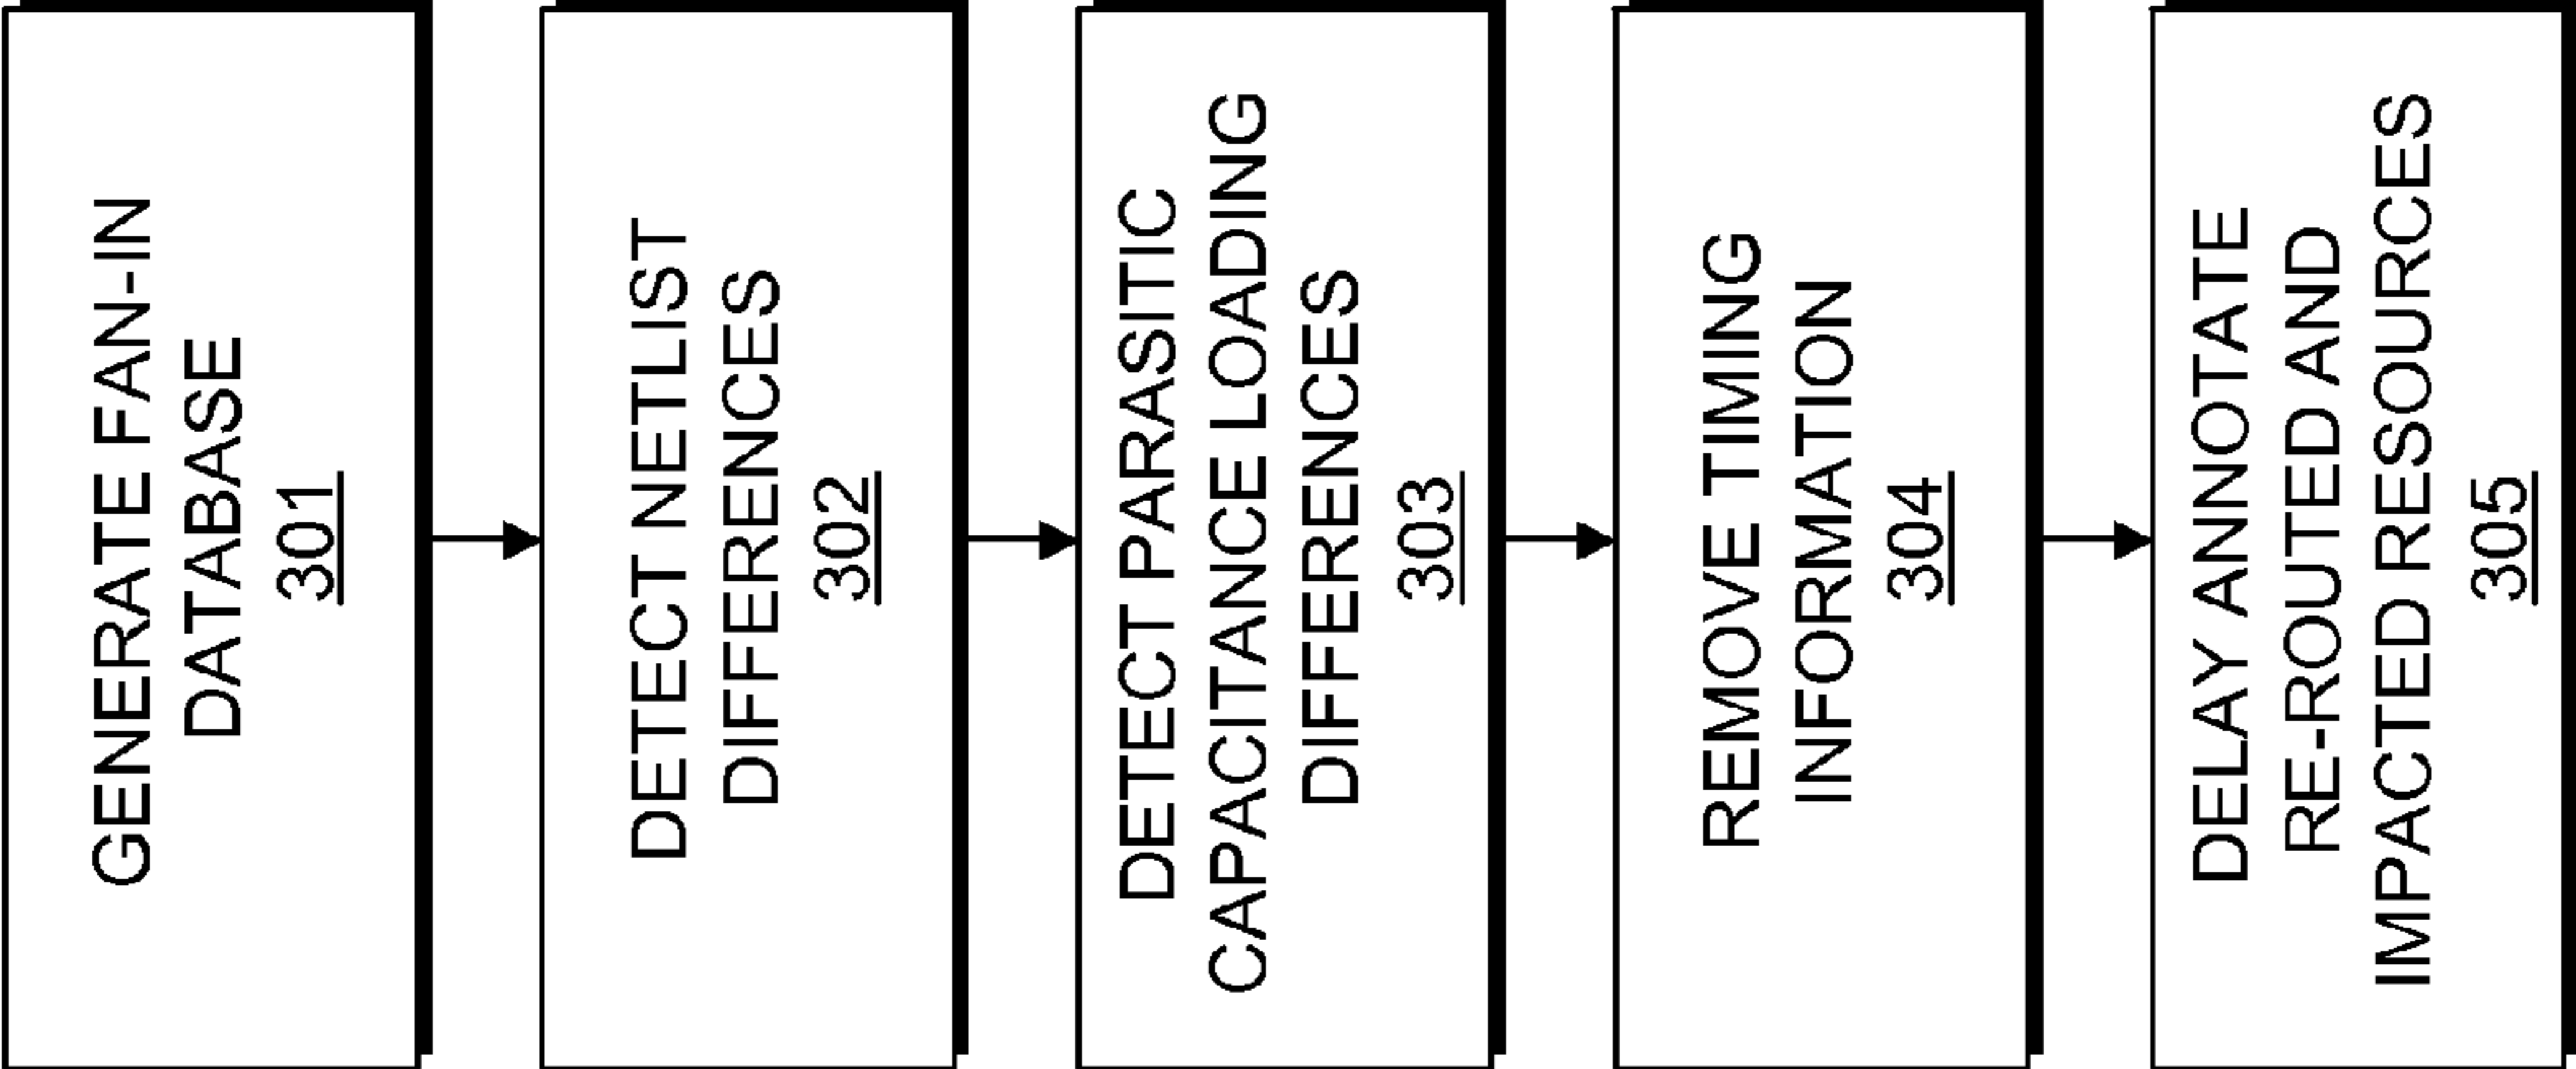 GENERATE FAN-IN
DATABASE
301
DETECT NETLIST
DIFFERENCES
302
DETECT PARASITIC
CAPACITANCE LOADING
DIFFERENCES
303
REMOVE TIMING
INFORMATION
304
DELAY ANNOTATE
RE-ROUTED AND
IMPACTED RESOURCES
305